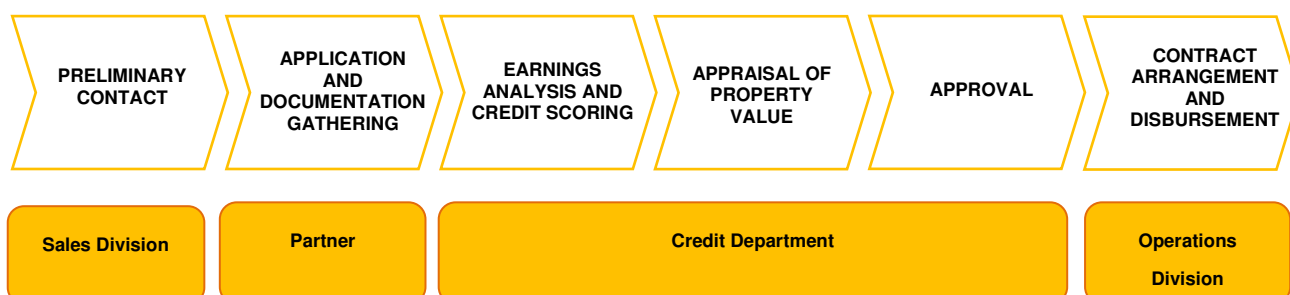 PRELIMINARY
CONTACT
APPLICATION
AND
DOCUMENTATION
GATHERING
EARNINGS
ANALYSIS AND
CREDIT SCORING
APPRAISAL OF
PROPERTY
VALUE
APPROVAL
CONTRACT
ARRANGEMENT
AND
DISBURSEMENT
Sales Division
Partner
Credit Department
Operations
Division